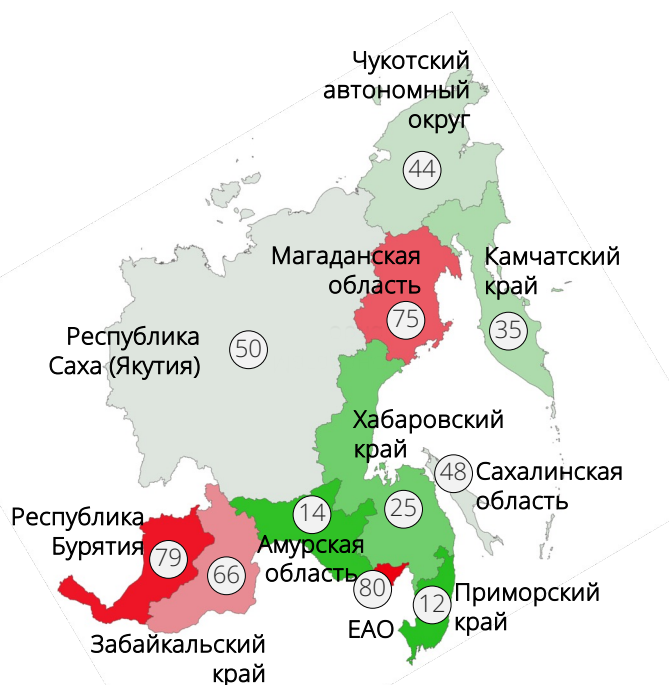 Чукотский
автономный
округ
44
Магаданская
область
75
Камчатский
край
35
Республика
Саха (Якутия)
50
Хабаровский
край
25
48
Сахалинская
область
Республика
Бурятия
79
14
Амурская
область
66
80
ЕАО
12
Приморский
край
Забайкальский
край